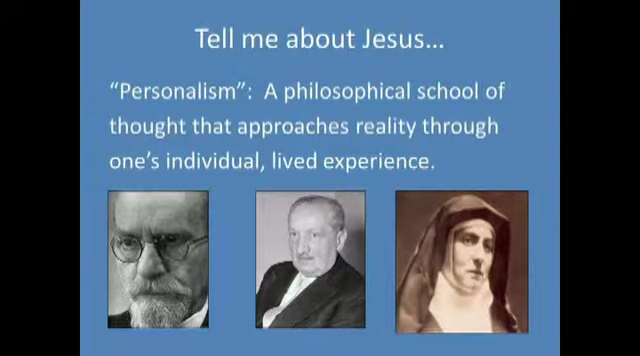 Tell me about Jesus…
“Personalism”:  A philosophical school of
thought that approaches reality through
one’s individual, lived experience.